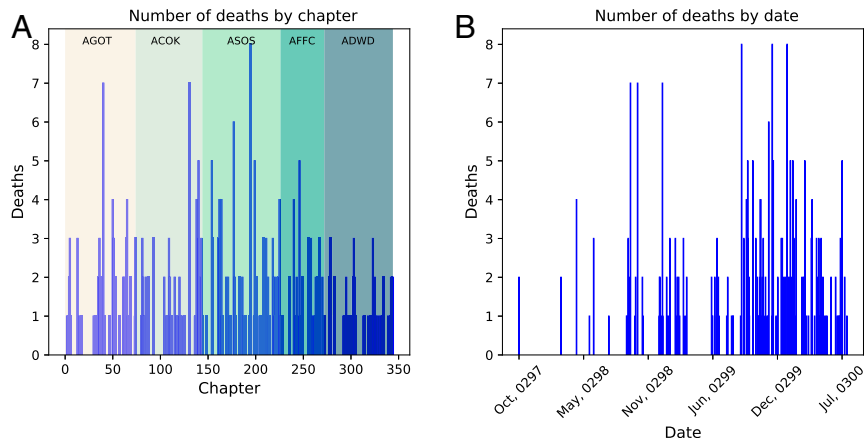 A
Number of deaths by chapter
AGOT ACOK ASOS AFFC ADWD
8
7
6
5
4
3
2
1
0
Deaths
0 50 100 150 200 250 300 350
Chapter
B
Number of deaths by date
8
7
6
5
4
3
2
1
0
Deaths
Oct, 0297 May, 0298 Nov, 0298 Jun, 0299 Dec, 0299 Jul, 0300
Date